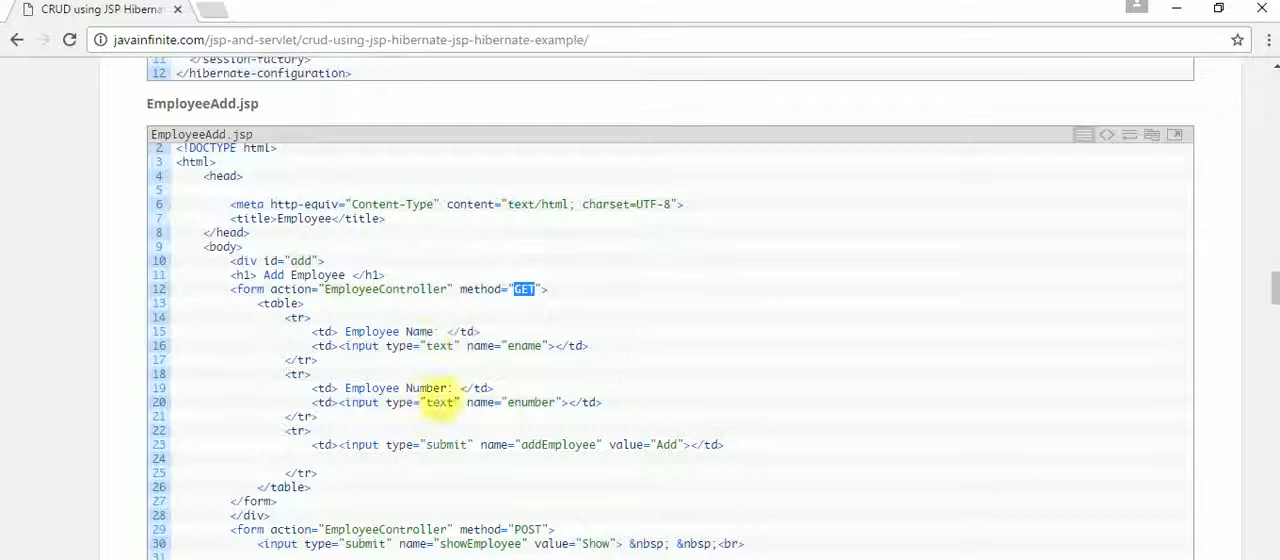 CRUD using JSP Hiberna
javainfinite.com/jsp-and-servlet/crud-using-jsp-hibernate-jsp-hibernate-example/
11 </session-factory>
12 </hibernate-configuration>
EmployeeAdd.jsp
EmployeeAdd.jsp
2 <!DOCTYPE html>
3 <html>
4 <head>
5
6 <meta http-equiv="Content-Type" content="text/html; charset=UTF-8">
7 <title>Employee</title>
8 </head>
9 <body>
10 <div id="add">
11 <h1> Add Employee </h1>
12 <form action="EmployeeController" method="GET">
13 <table>
14 <tr>
15 <td> Employee Name: </td>
16 <td><input type="text" name="ename"></td>
17 </tr>
18 <tr>
19 <td> Employee Number: </td>
20 <td><input type="text" name="enumber"></td>
21 </tr>
22 <tr>
23 <td><input type="submit" name="addEmployee" value="Add"></td>
24
25 </tr>
26 </table>
27 </form>
28 </div>
29 <form action="EmployeeController" method="POST">
30 <input type="submit" name="showEmployee" value="Show"> &nbsp; &nbsp;<br>
31